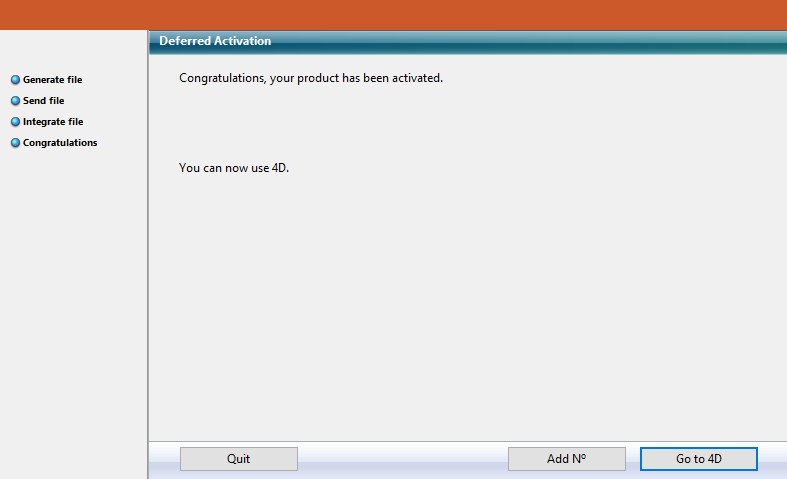 Deferred Activation
Generate file
Send file
Integrate file
Congratulations
Congratulations, your product has been activated.
You can now use 4D.
Quit
Add Nº
Go to 4D